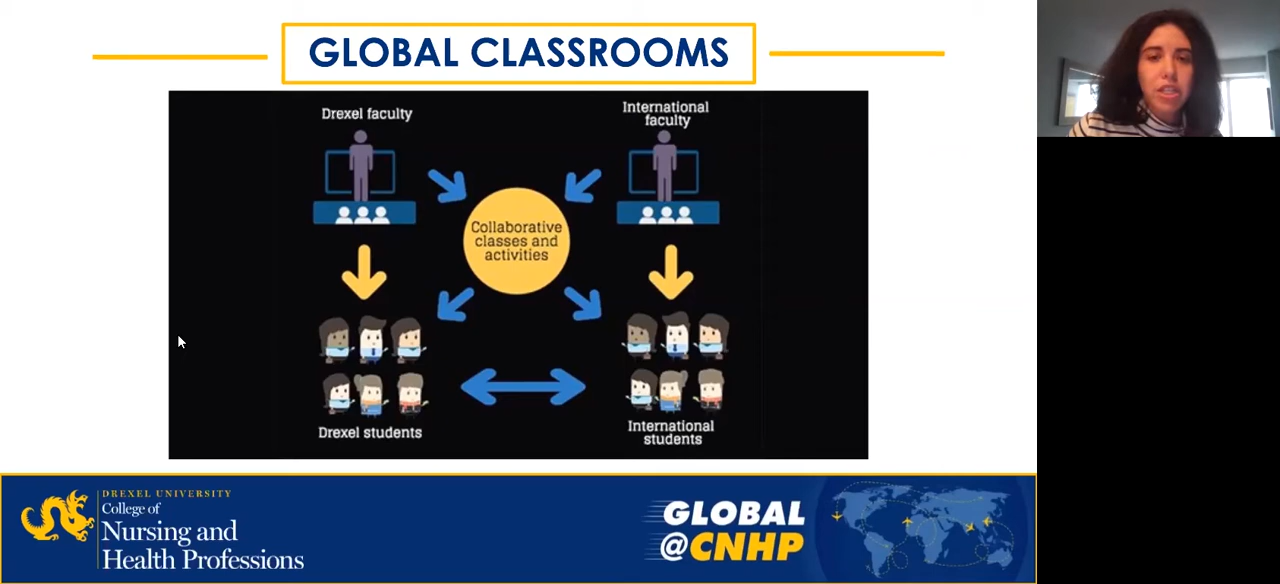 GLOBAL CLASSROOMS
Drexel faculty
International
faculty
Collaborative
classes and
activities
Drexel students
International
students
DREXEL UNIVERSITY
College of
Nursing and
Health Professions
GLOBAL
@CNHP